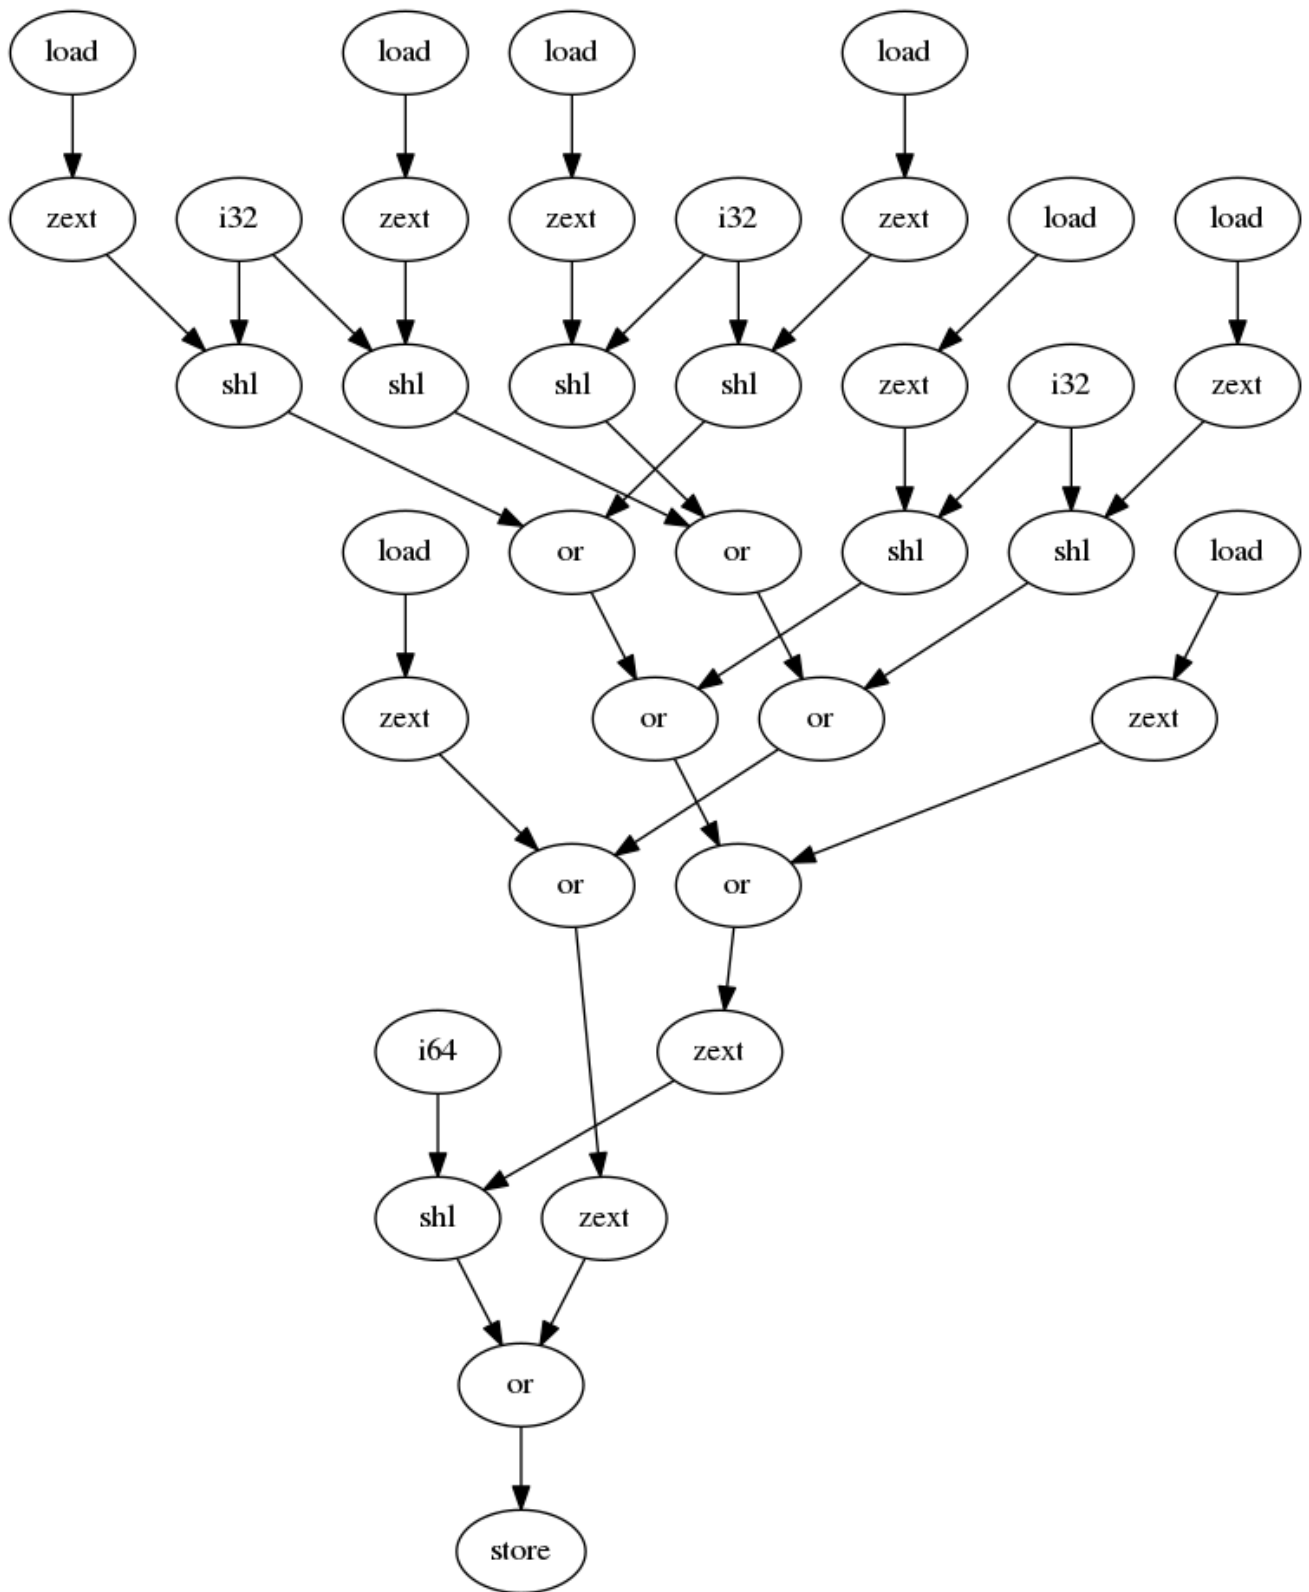 load load load load
zext i32 zext zext i32 zext load load
shl shl shl shl zext i32 zext
load or or shl shl load
zext or or zext
or or
i64 zext
shl zext
or
store